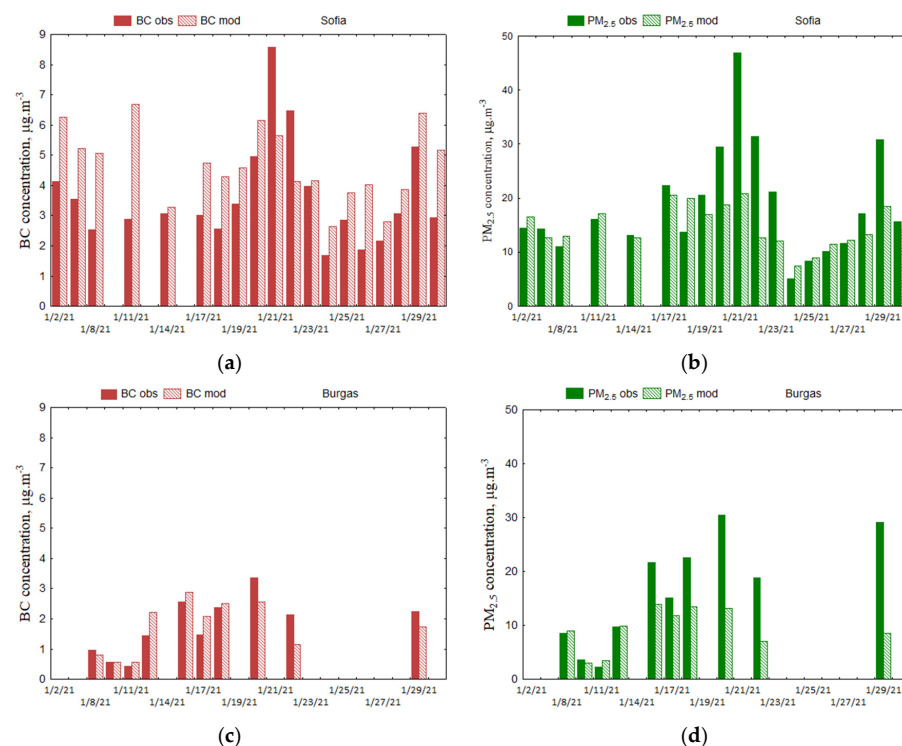 BC obs BC mod Sofia
BC concentration, µg.m-3
9
8
7
6
5
4
3
2
1
0
1/2/21 1/11/21 1/17/21 1/21/21 1/25/21 1/29/21
1/8/21 1/14/21 1/19/21 1/23/21 1/27/21
(a)
PM2.5 obs PM2.5 mod Sofia
PM2.5 concentration, µg.m-3
50
40
30
20
10
0
1/2/21 1/11/21 1/17/21 1/21/21 1/25/21 1/29/21
1/8/21 1/14/21 1/19/21 1/23/21 1/27/21
(b)
BC obs BC mod Burgas
BC concentration, µg.m-3
9
8
7
6
5
4
3
2
1
0
1/2/21 1/11/21 1/17/21 1/21/21 1/25/21 1/29/21
1/8/21 1/14/21 1/19/21 1/23/21 1/27/21
(c)
PM2.5 obs PM2.5 mod Burgas
PM2.5 concentration, µg.m-3
50
40
30
20
10
0
1/2/21 1/11/21 1/17/21 1/21/21 1/25/21 1/29/21
1/8/21 1/14/21 1/19/21 1/23/21 1/27/21
(d)